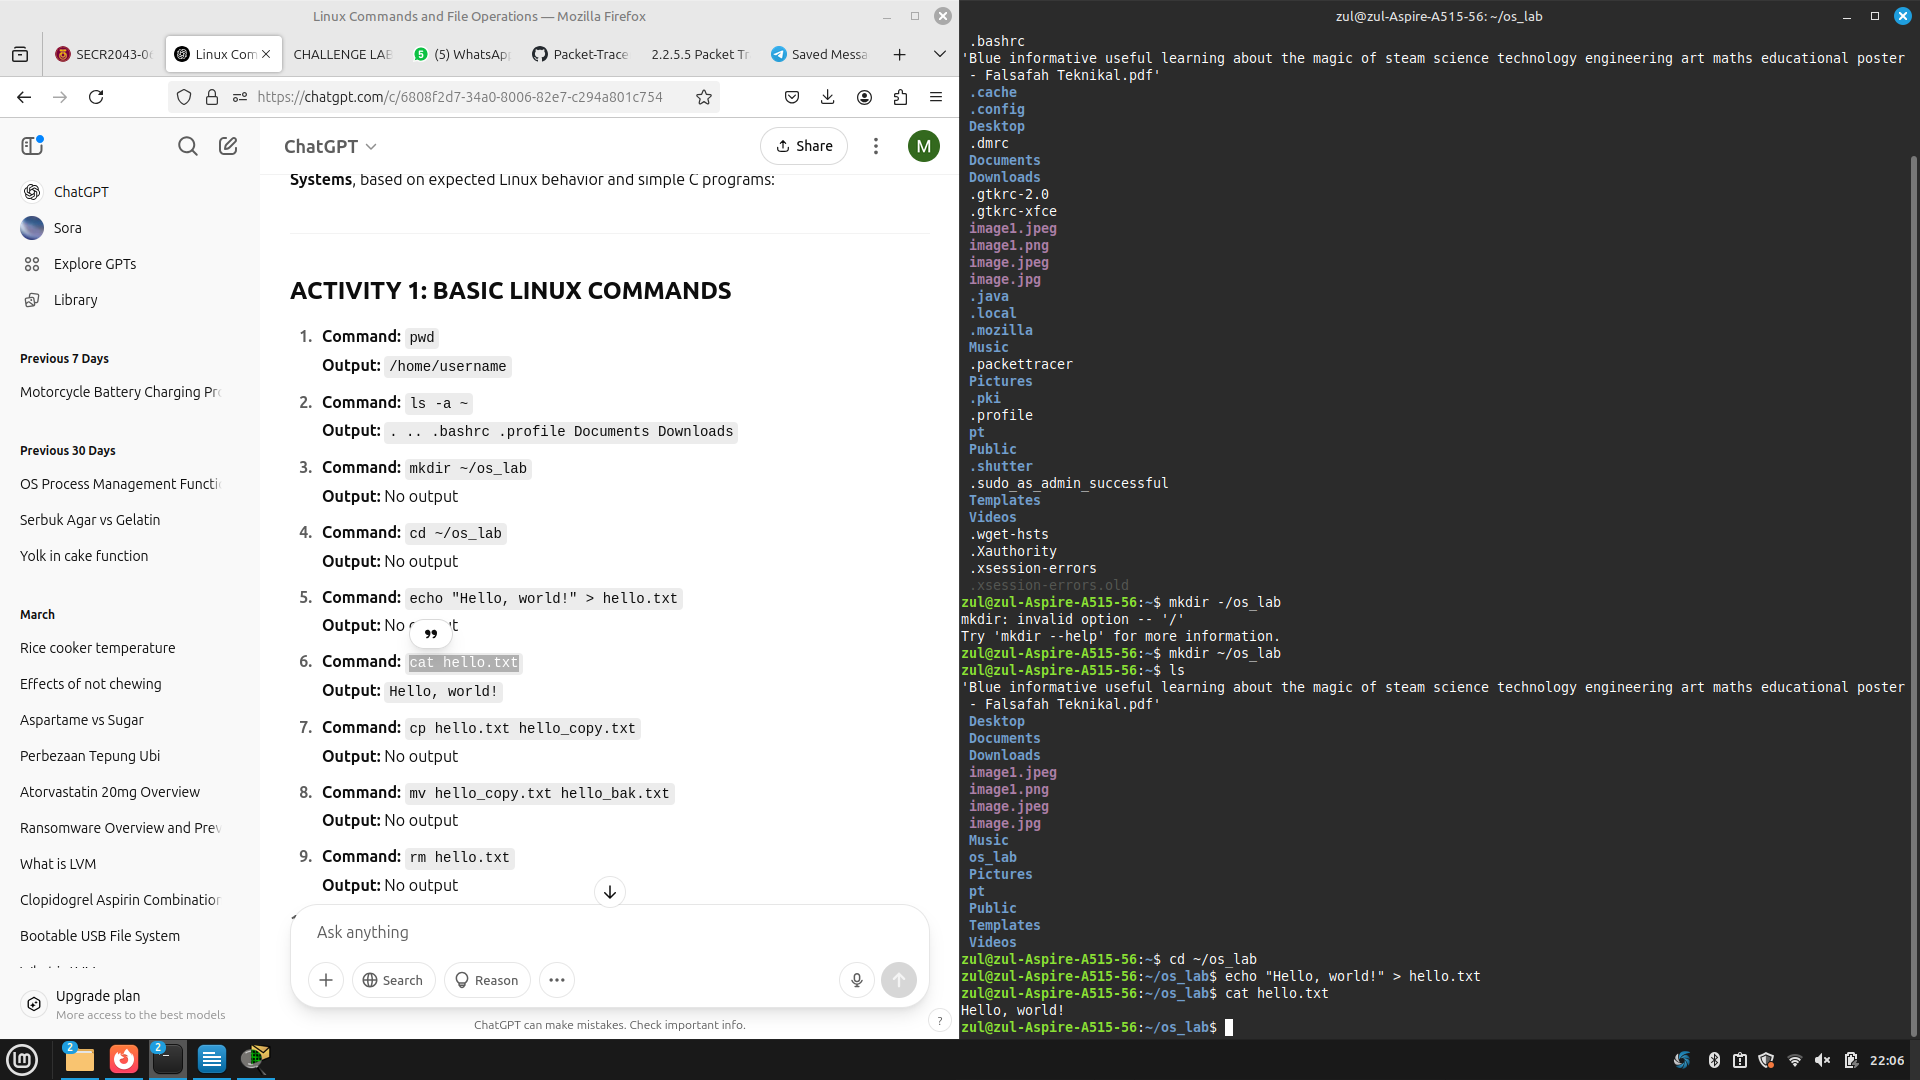 Linux Commands and File Operations — Mozilla Firefox
SECR2043-06
Linux Com
CHALLENGE LAB
(5) WhatsApp
Packet-Trace
2.2.5.5 Packet Tr
Saved Messa
https://chatgpt.com/c/6808f2d7-34a0-8006-82e7-c294a801c754
ChatGPT
Share
M
ChatGPT
Sora
Explore GPTs
Library
Previous 7 Days
Motorcycle Battery Charging Pro
Previous 30 Days
OS Process Management Functi
Serbuk Agar vs Gelatin
Yolk in cake function
March
Rice cooker temperature
Effects of not chewing
Aspartame vs Sugar
Perbezaan Tepung Ubi
Atorvastatin 20mg Overview
Ransomware Overview and Prev
What is LVM
Clopidogrel Aspirin Combination
Bootable USB File System
Upgrade plan
More access to the best models
Systems, based on expected Linux behavior and simple C programs:
ACTIVITY 1: BASIC LINUX COMMANDS
1. Command: pwd
Output: /home/username
2. Command: ls -a ~
Output: . .. .bashrc .profile Documents Downloads
3. Command: mkdir ~/os_lab
Output: No output
4. Command: cd ~/os_lab
Output: No output
5. Command: echo "Hello, world!" > hello.txt
Output: No
6. Command: cat hello.txt
Output: Hello, world!
7. Command: cp hello.txt hello_copy.txt
Output: No output
8. Command: mv hello_copy.txt hello_bak.txt
Output: No output
9. Command: rm hello.txt
Output: No output
Ask anything
Search
Reason
ChatGPT can make mistakes. Check important info.
?
zul@zul-Aspire-A515-56: ~/os_lab
.bashrc
'Blue informative useful learning about the magic of steam science technology engineering art maths educational poster
- Falsafah Teknikal.pdf'
.cache
.config
Desktop
.dmrc
Documents
Downloads
.gtkrc-2.0
.gtkrc-xfce
image1.jpeg
image1.png
image.jpeg
image.jpg
.java
.local
.mozilla
Music
.packettracer
Pictures
.pki
.profile
pt
Public
.shutter
.sudo_as_admin_successful
Templates
Videos
.wget-hsts
.Xauthority
.xsession-errors
.xsession-errors.old
zul@zul-Aspire-A515-56:~$ mkdir -/os_lab
mkdir: invalid option -- '/'
Try 'mkdir --help' for more information.
zul@zul-Aspire-A515-56:~$ mkdir ~/os_lab
zul@zul-Aspire-A515-56:~$ ls
'Blue informative useful learning about the magic of steam science technology engineering art maths educational poster
- Falsafah Teknikal.pdf'
Desktop
Documents
Downloads
image1.jpeg
image1.png
image.jpeg
image.jpg
Music
os_lab
Pictures
pt
Public
Templates
Videos
zul@zul-Aspire-A515-56:~$ cd ~/os_lab
zul@zul-Aspire-A515-56:~/os_lab$ echo "Hello, world!" > hello.txt
zul@zul-Aspire-A515-56:~/os_lab$ cat hello.txt
Hello, world!
zul@zul-Aspire-A515-56:~/os_lab$
2
2
22:06